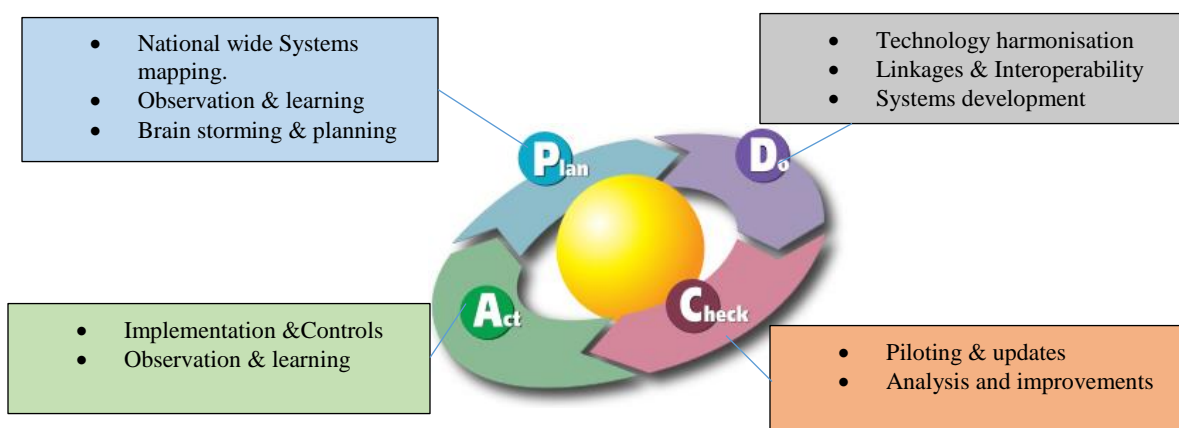 • National wide Systems
mapping.
• Observation & learning
• Brain storming & planning
• Technology harmonisation
• Linkages & Interoperability
• Systems development
Plan
Do
Act
Check
• Implementation &Controls
• Observation & learning
• Piloting & updates
• Analysis and improvements